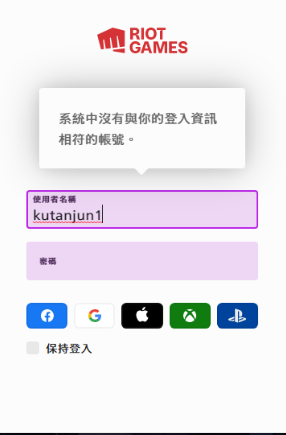 RIOT
GAMES
系統中沒有與你的登入資訊
相符的帳號。
使用者名稱
kutanjun1
密碼
保持登入